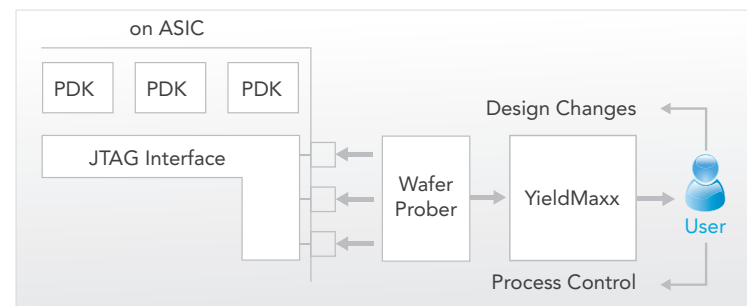 on ASIC
PDK
PDK
PDK
JTAG Interface
Wafer
Prober
YieldMaxx
Design Changes
User
Process Control